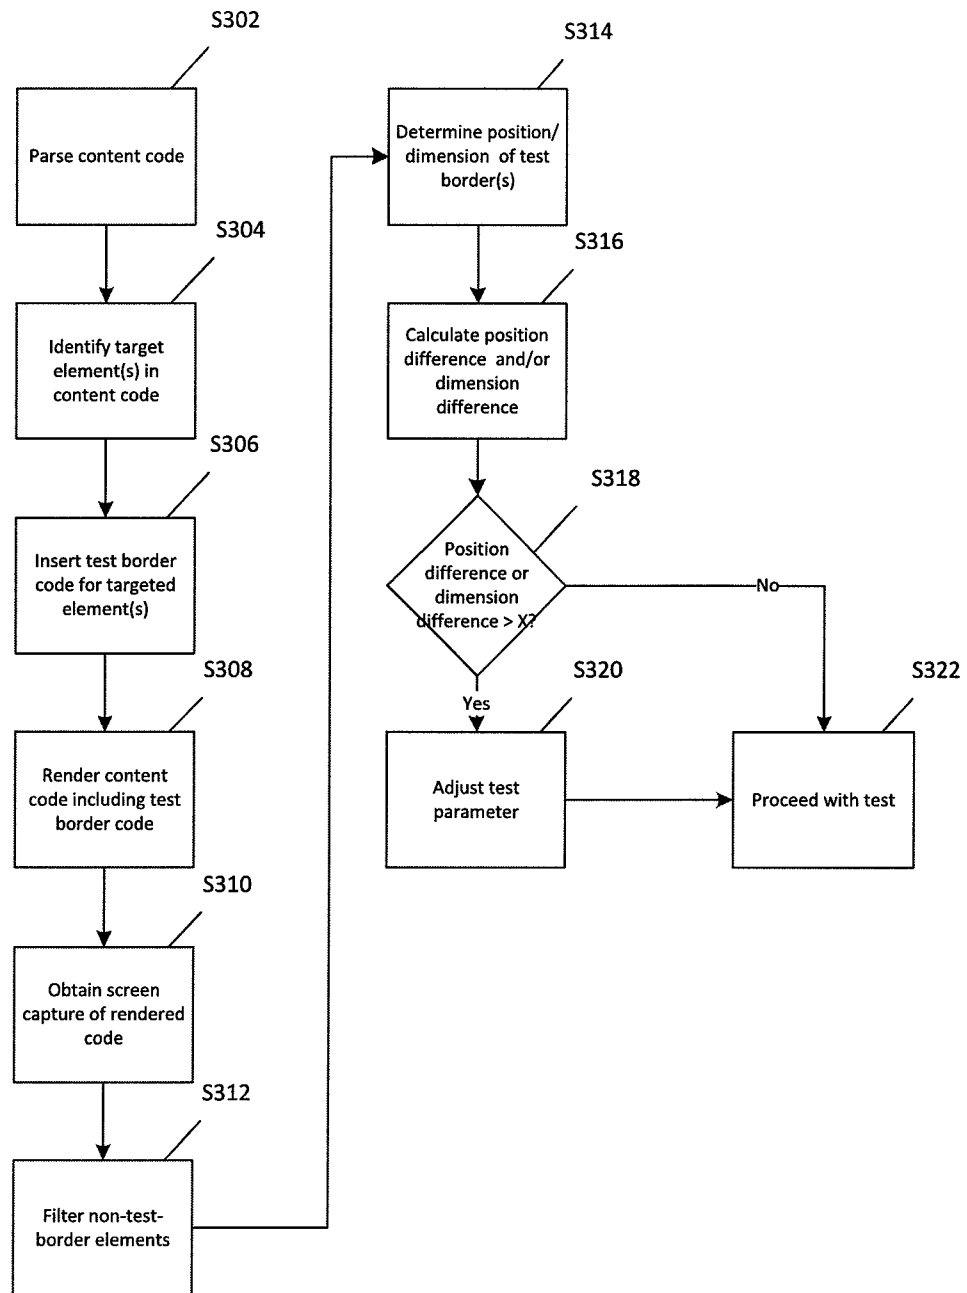 S302
Parse content code
S304
Identify target
element(s) in
content code
S306
Insert test border
code for targeted
element(s)
S308
Render content
code including test
border code
S310
Obtain screen
capture of rendered
code
S312
Filter non-test-
border elements
S314
Determine position/
dimension of test
border(s)
S316
Calculate position
difference and/or
dimension
difference
S318
Position
difference or
dimension
difference > X?
No
Yes
S320
Adjust test
parameter
S322
Proceed with test